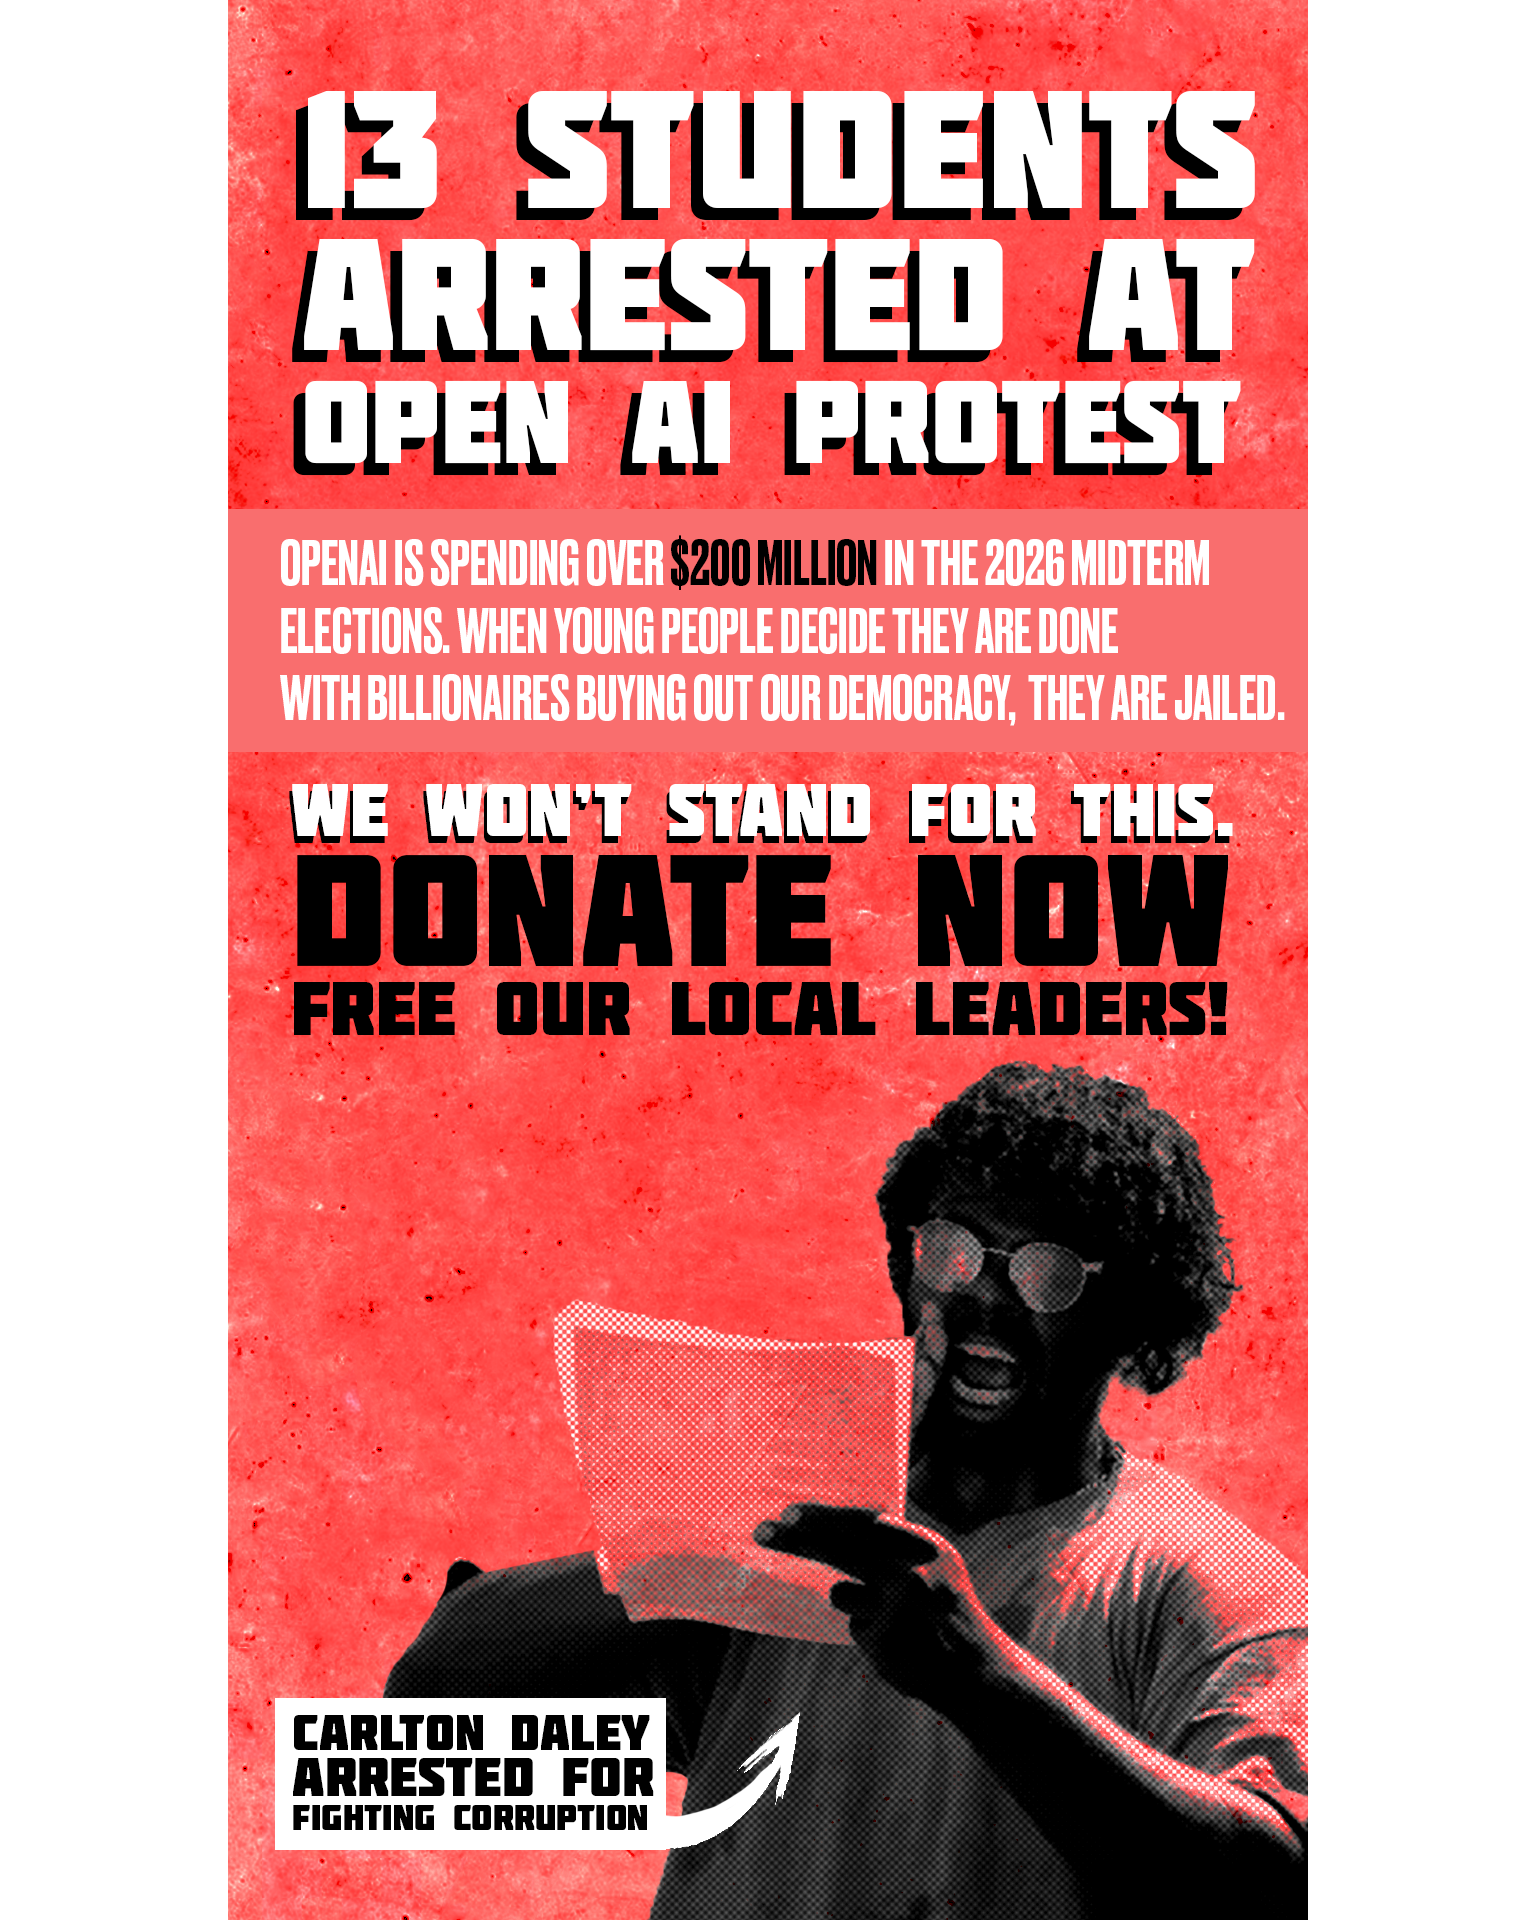 13 STUDENTS
ARRESTED AT
OPEN AI PROTEST
OPENAI IS SPENDING OVER $200 MILLION IN THE 2026 MIDTERM
ELECTIONS. WHEN YOUNG PEOPLE DECIDE THEY ARE DONE
WITH BILLIONAIRES BUYING OUT OUR DEMOCRACY, THEY ARE JAILED.
WE WON'T STAND FOR THIS.
DONATE NOW
FREE OUR LOCAL LEADERS!
CARLTON DALEY
ARRESTED FOR
FIGHTING CORRUPTION